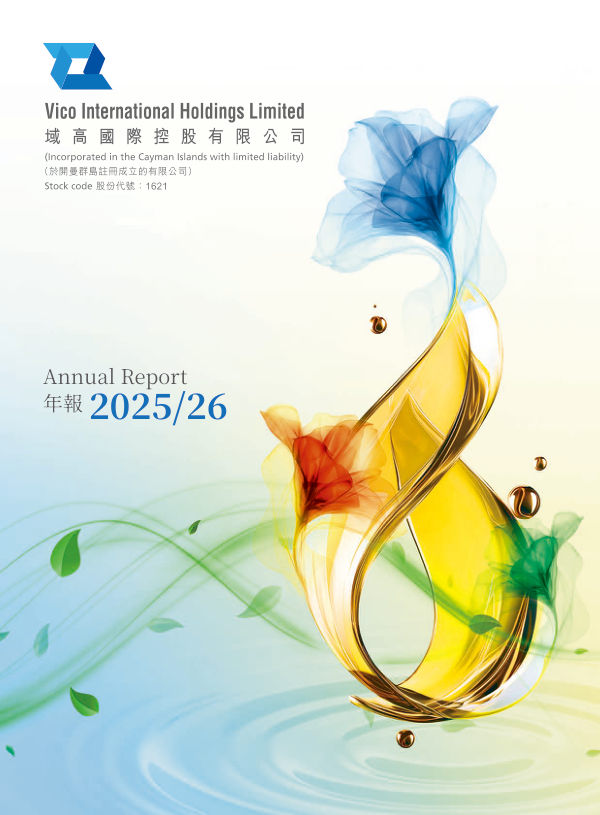 Vico International Holdings Limited
域高國際控股有限公司
(Incorporated in the Cayman Islands with limited liability)
(於開曼群島註冊成立的有限公司)
Stock code 股份代號：1621
Annual Report
年報 2025/26